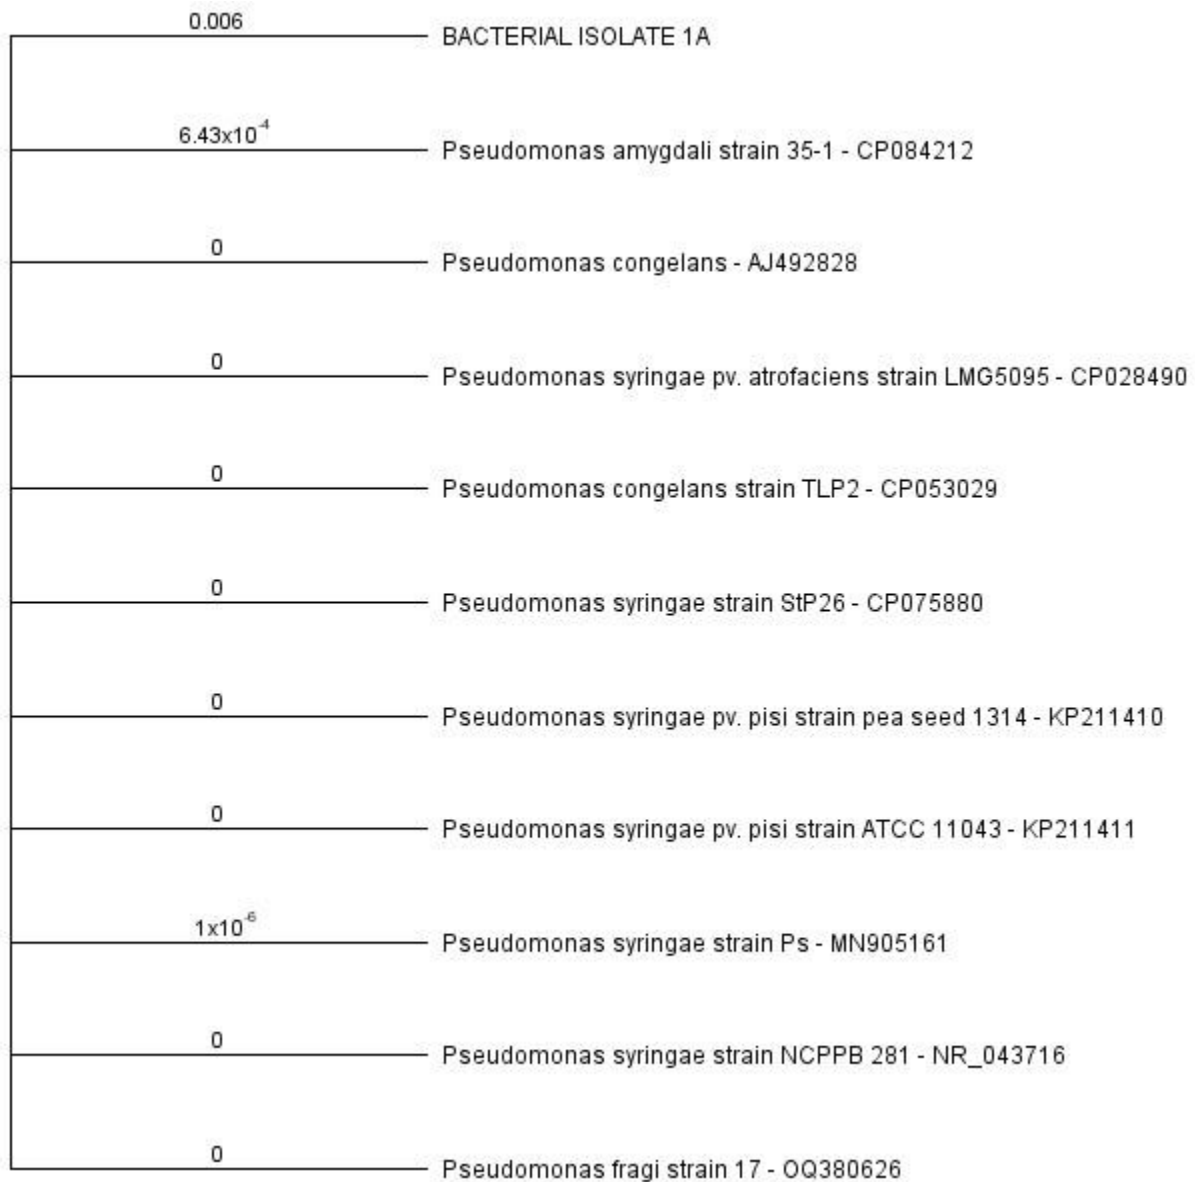 0.006
BACTERIAL ISOLATE 1A
6.43x10⁻⁴
Pseudomonas amygdali strain 35-1 - CP084212
0
Pseudomonas congelans - AJ492828
0
Pseudomonas syringae pv. atrofaciens strain LMG5095 - CP028490
0
Pseudomonas congelans strain TLP2 - CP053029
0
Pseudomonas syringae strain StP26 - CP075880
0
Pseudomonas syringae pv. pisi strain pea seed 1314 - KP211410
0
Pseudomonas syringae pv. pisi strain ATCC 11043 - KP211411
1x10⁻⁶
Pseudomonas syringae strain Ps - MN905161
0
Pseudomonas syringae strain NCPPB 281 - NR_043716
0
Pseudomonas fragi strain 17 - OQ380626